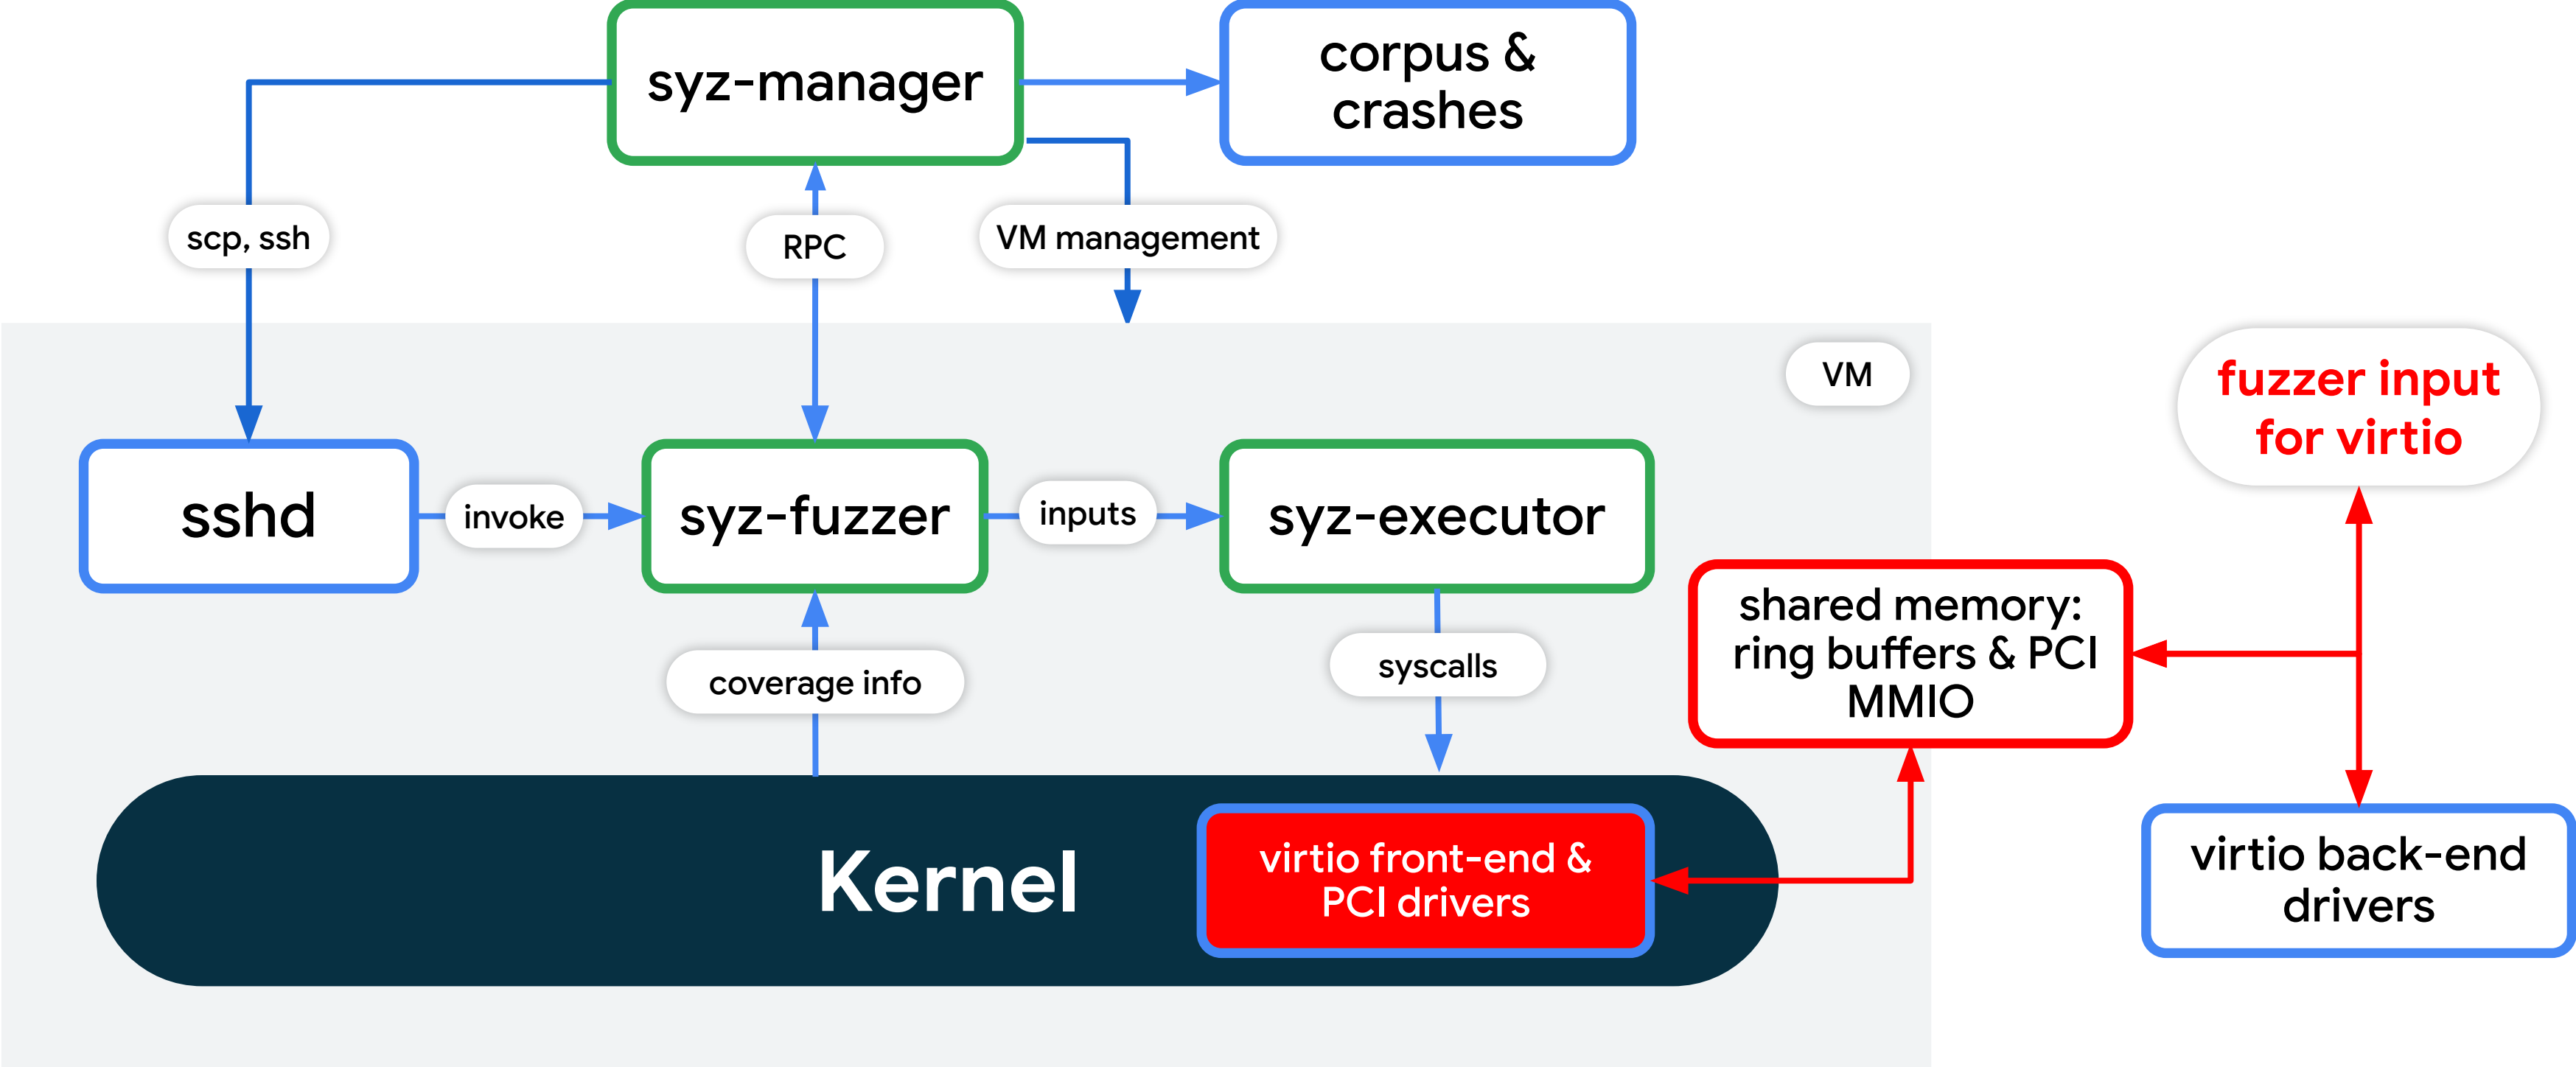 syz-manager
corpus &
crashes
scp, ssh
RPC
VM management
VM
fuzzer input
for virtio
sshd
invoke
syz-fuzzer
inputs
syz-executor
shared memory:
ring buffers & PCI
MMIO
coverage info
syscalls
Kernel
virtio front-end &
PCI drivers
virtio back-end
drivers